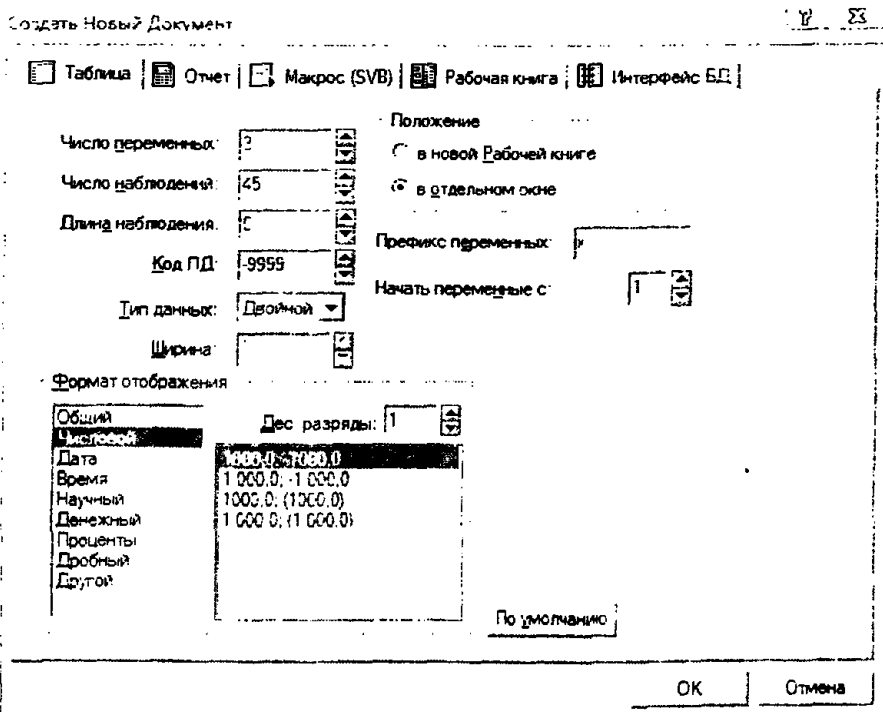 Создать Новый Документ
Таблица
Отчет
Макрос (SVB)
Рабочая книга
Интерфейс БД
Число переменных:
Положение
в новой Рабочей книге
Число наблюдений:
45
в отдельном окне
Длина наблюдения:
Префикс переменных:
Код ПД:
-9999
Начать переменные с:
1
Тип данных:
Двойной
Ширина:
Формат отображения
Общий
Числовой
Дата
Время
Научный
Денежный
Проценты
Дробный
Другой
Дес. разряды:
1
1000,0; -1000,0
1 000,0; -1 000,0
1000,0; (1000,0)
1 000,0; (1 000,0)
По умолчанию
OK
Отмена